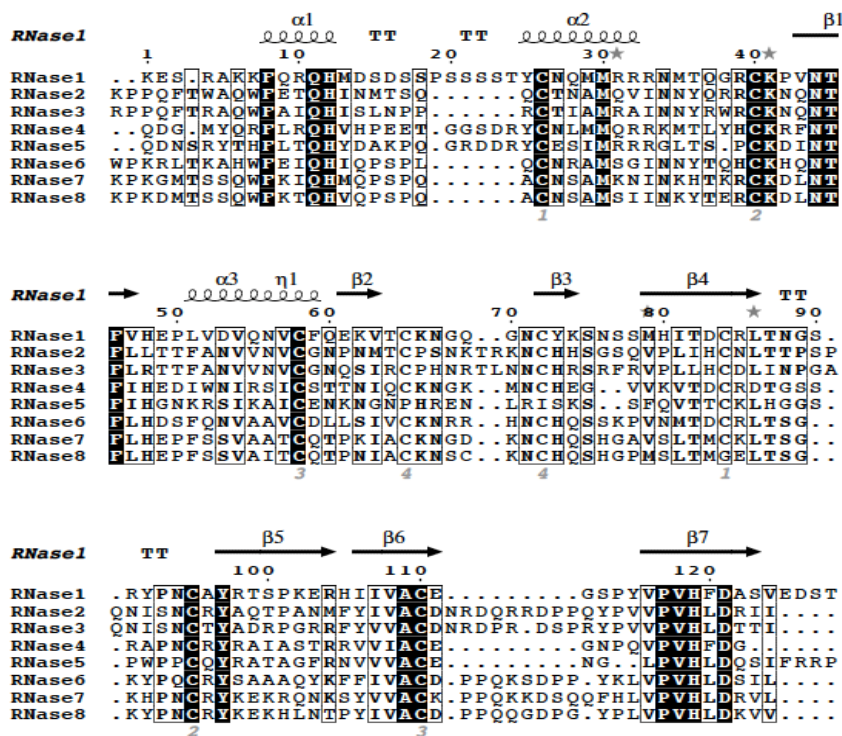 α1 α2 β1
RNase1 TT TT
1 10 20 30 ★ 40 ★
RNase1 ..KES.RAKKFQRQHMDSDSSPSSSSTYCNQMMRRRNMTQGRCKPVNT
RNase2 KPPQFTWAQWFETQHINMTSQ......QCTNAMQVINNYQRRCKNQNT
RNase3 RPPQFTRAQWFAIQHISLNPP......RCTIAMRAINNYRWRCKNQNT
RNase4 ..QDG.MYQRFLRQHVHPEET.GGSDRYCNLMMQRRKMTLYHCKRFNT
RNase5 ..QDNSRYTHFLTQHYDAKPQ.GRDDRYCESIMRRRGLTS.PCKDINT
RNase6 WPKRLTKAHWFEIQHIQPSPL......QCNRAMSGINNYTQHCKHQNT
RNase7 KPKGMTSSQWFKIQHMQPSPQ......ACNSAMKNINKHTKRCKDLNT
RNase8 KPKDMTSSQWFKTQHVQPSPQ......ACNSAMSIINKYTERCKDLNT
1 2
α3 η1 β2 β3 β4
RNase1 TT
50 60 70 ★ 80 ★ 90
RNase1 FVHEPLVDVQNVCFQEKVTCKNGQ..GNCYKSNSSMHITDCRLTNGS.
RNase2 FLLTTFANVVNVCGNPNMTCPSNKTRKNCHHSGSQVPLIHCNLTTPSP
RNase3 FLRTTFANVVNVCGNQSIRCPHNRTLNNCHRSRFRVPLLHCDLINPGA
RNase4 FIHEDIWNIRSICSTTNIQCKNGK..MNCHEG..VVKVTDCRDTGSS.
RNase5 FIHGNKRSIKAICENKNGNPHREN..LRISKS..SFQVTTCKLHGGS.
RNase6 FLHDSFQNVAAVCDLLSIVCKNRR..HNCHQSSKPVNMTDCRLTSG..
RNase7 FLHEPFSSVAATCQTPKIACKNGD..KNCHQSHGAVSLTMCKLTSG..
RNase8 FLHEPFSSVAITCQTPNIACKNSC..KNCHQSHGPMSLTMGELTSG..
3 4 4 1
β5 β6 β7
RNase1 TT
100 110 120
RNase1 .RYPNCAYRTSPKERHIIVACE.........GSPYVPVHFDASVEDST
RNase2 QNISNCRYAQTPANMFYIVACDNRDQRRDPPQYPVVPVHLDRII....
RNase3 QNISNCTYADRPGRRFYVVACDNRDPR.DSPRYPVVPVHLDTTI....
RNase4 .RAPNCRYRAIASTRRVVIACE.........GNPQVPVHFDG......
RNase5 .PWPPCQYRATAGFRNVVVACE.........NG..LPVHLDQSIFRRP
RNase6 .KYPQCRYSAAAQYKFFIVACD.PPQKSDPP.YKLVPVHLDSIL....
RNase7 .KHPNCRYKEKRQNKSYVVACK.PPQKKDSQQFHLVPVHLDRVL....
RNase8 .KYPNCRYKEKHLNTPYIVACD.PPQQGDPG.YPLVPVHLDKVV....
2 3